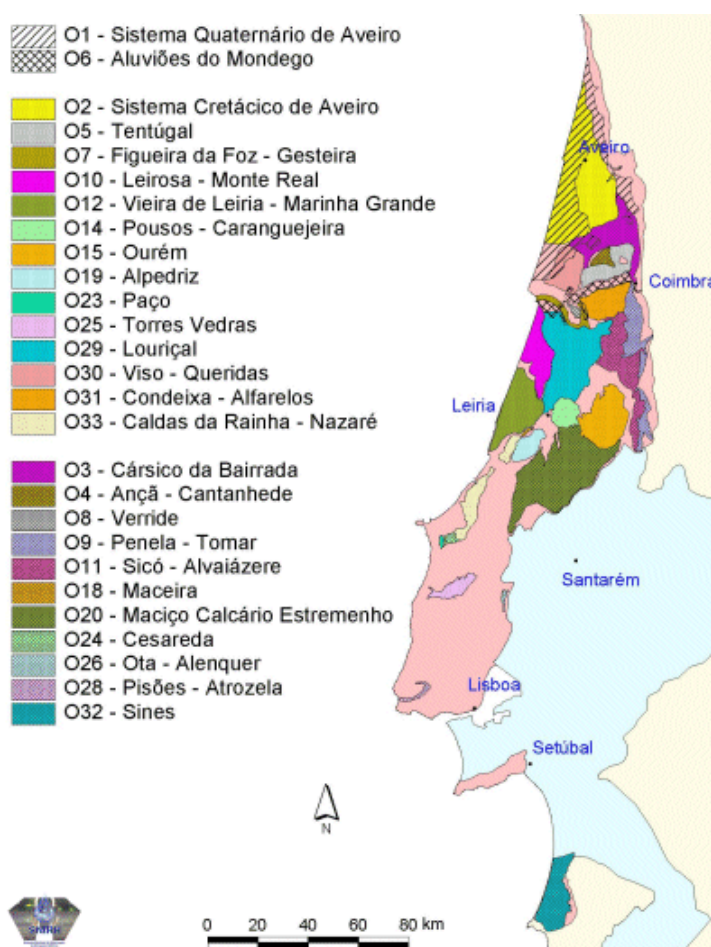 O1 - Sistema Quaternário de Aveiro
O6 - Aluviões do Mondego
O2 - Sistema Cretácico de Aveiro
O5 - Tentúgal
O7 - Figueira da Foz - Gesteira
O10 - Leirosa - Monte Real
O12 - Vieira de Leiria - Marinha Grande
O14 - Pousos - Caranguejeira
O15 - Ourém
O19 - Alpedriz
O23 - Paço
O25 - Torres Vedras
O29 - Louriçal
O30 - Viso - Queridas
O31 - Condeixa - Alfarelos
O33 - Caldas da Rainha - Nazaré
O3 - Cársico da Bairrada
O4 - Ançã - Cantanhede
O8 - Verride
O9 - Penela - Tomar
O11 - Sicó - Alvaiázere
O18 - Maceira
O20 - Maciço Calcário Estremenho
O24 - Cesareda
O26 - Ota - Alenquer
O28 - Pisões - Atrozela
O32 - Sines
Aveiro
Coimbra
Leiria
Santarém
Lisboa
Setúbal
N
0 20 40 60 80 km